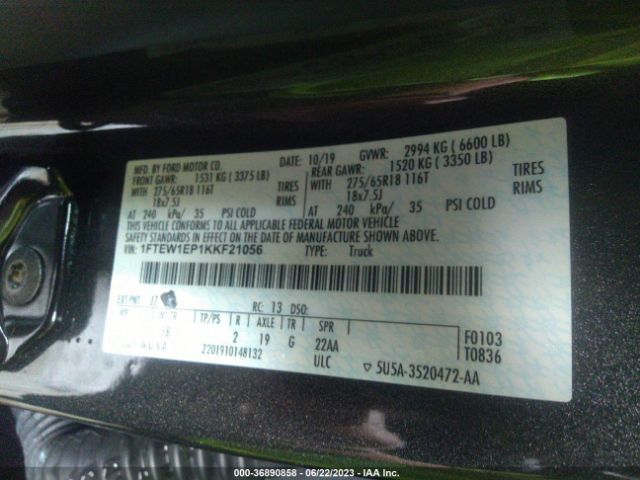 MFD. BY FORD MOTOR CO.
DATE: 10/19 GVWR: 2994 KG ( 6600 LB)
FRONT GAWR: 1531 KG ( 3375 LB)
REAR GAWR: 1520 KG ( 3350 LB)
WITH 275/65R18 116T TIRES
WITH 275/65R18 116T TIRES
18x7.5J RIMS
18x7.5J RIMS
AT 240 kPa/ 35 PSI COLD
AT 240 kPa/ 35 PSI COLD
THIS VEHICLE CONFORMS TO ALL APPLICABLE FEDERAL MOTOR VEHICLE
SAFETY STANDARDS IN EFFECT ON THE DATE OF MANUFACTURE SHOWN ABOVE.
VIN: 1FTEW1EP1KKF21056 TYPE: Truck
EXT PNT: RC: 13 DSO:
TR TP/PS R AXLE TR SPR
2 19 G 22AA
2201910148132 ULC
F0103
T0836
5U5A-3520472-AA
000-36890858 - 06/22/2023 - IAA Inc.